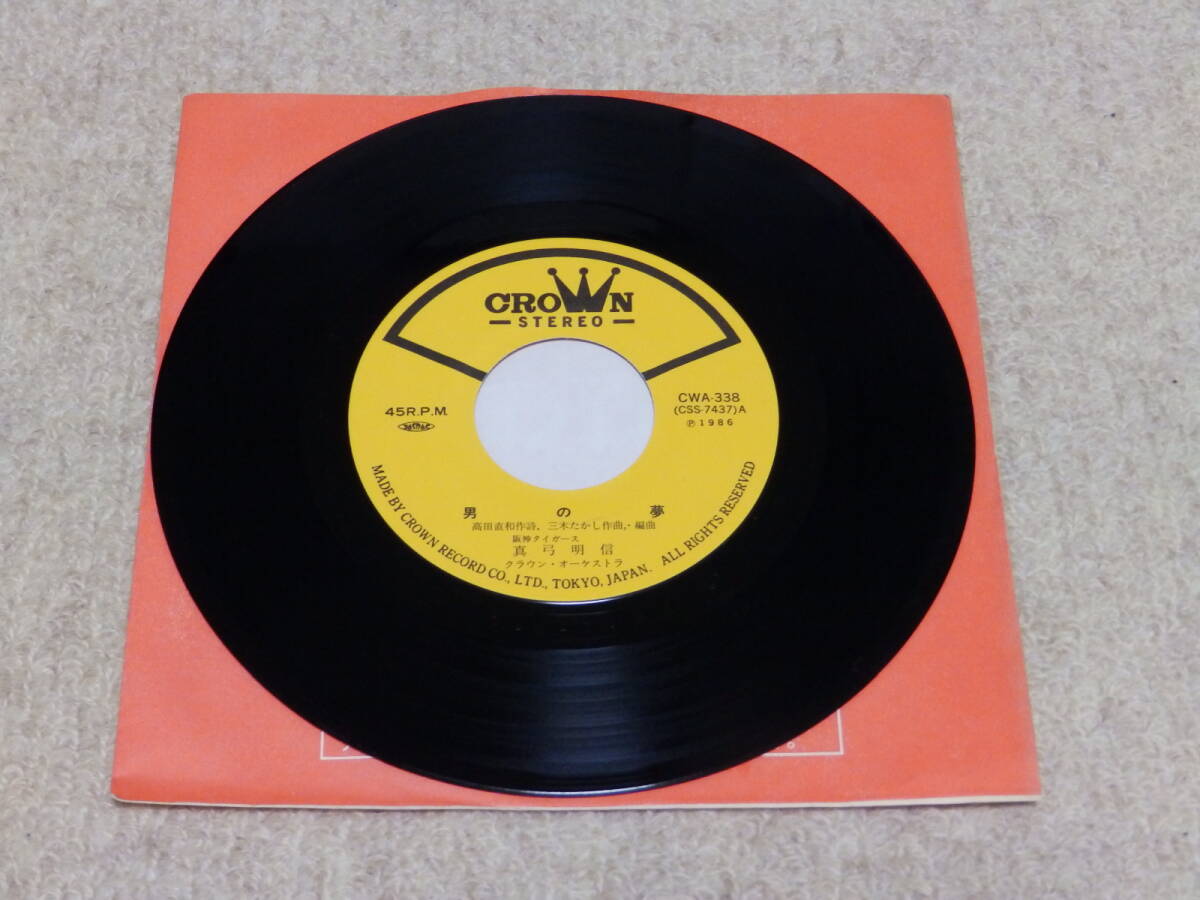 CROWN
STEREO
45R.P.M.
CWA-338
(CSS-7437)A
Ⓟ1986
男の夢
高田直和作詩、三木たかし作曲・編曲
阪神タイガース
真弓明信
クラウン・オーケストラ
MADE BY CROWN RECORD CO., LTD., TOKYO, JAPAN. ALL RIGHTS RESERVED